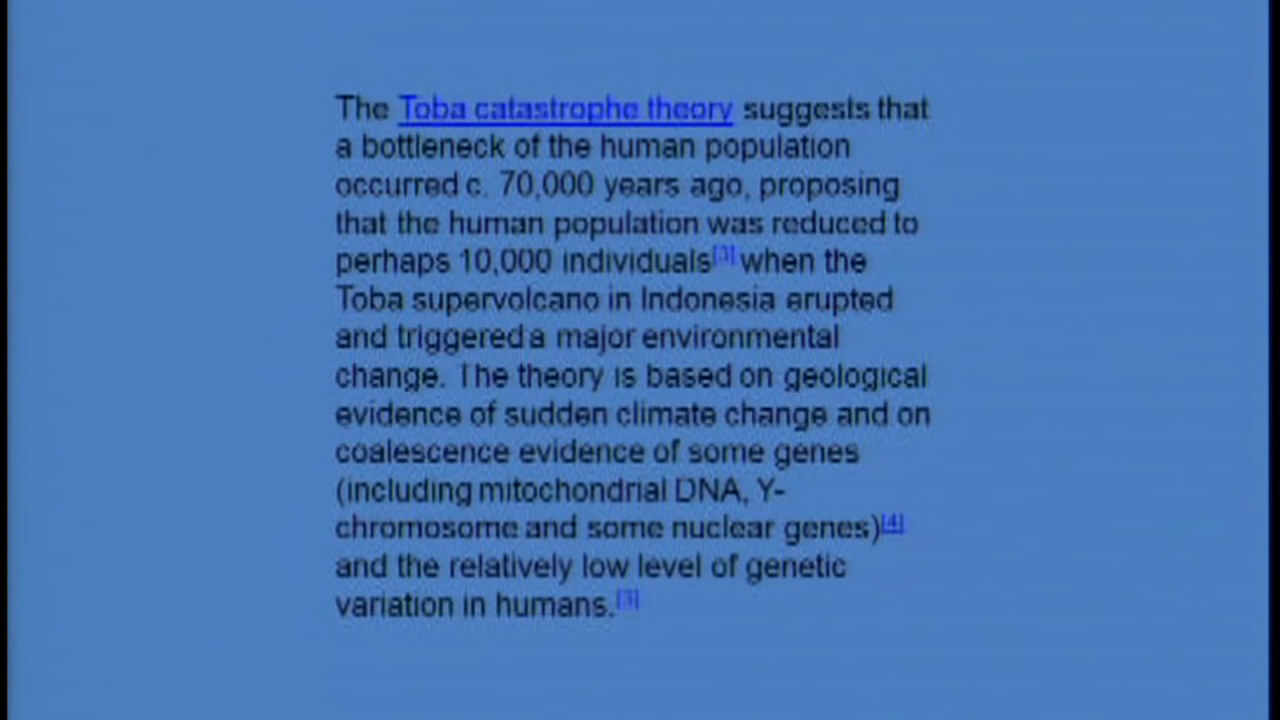 The Toba catastrophe theory suggests that
a bottleneck of the human population
occurred c. 70,000 years ago, proposing
that the human population was reduced to
perhaps 10,000 individuals[3] when the
Toba supervolcano in Indonesia erupted
and triggered a major environmental
change. The theory is based on geological
evidence of sudden climate change and on
coalescence evidence of some genes
(including mitochondrial DNA, Y-
chromosome and some nuclear genes)[4]
and the relatively low level of genetic
variation in humans.[3]